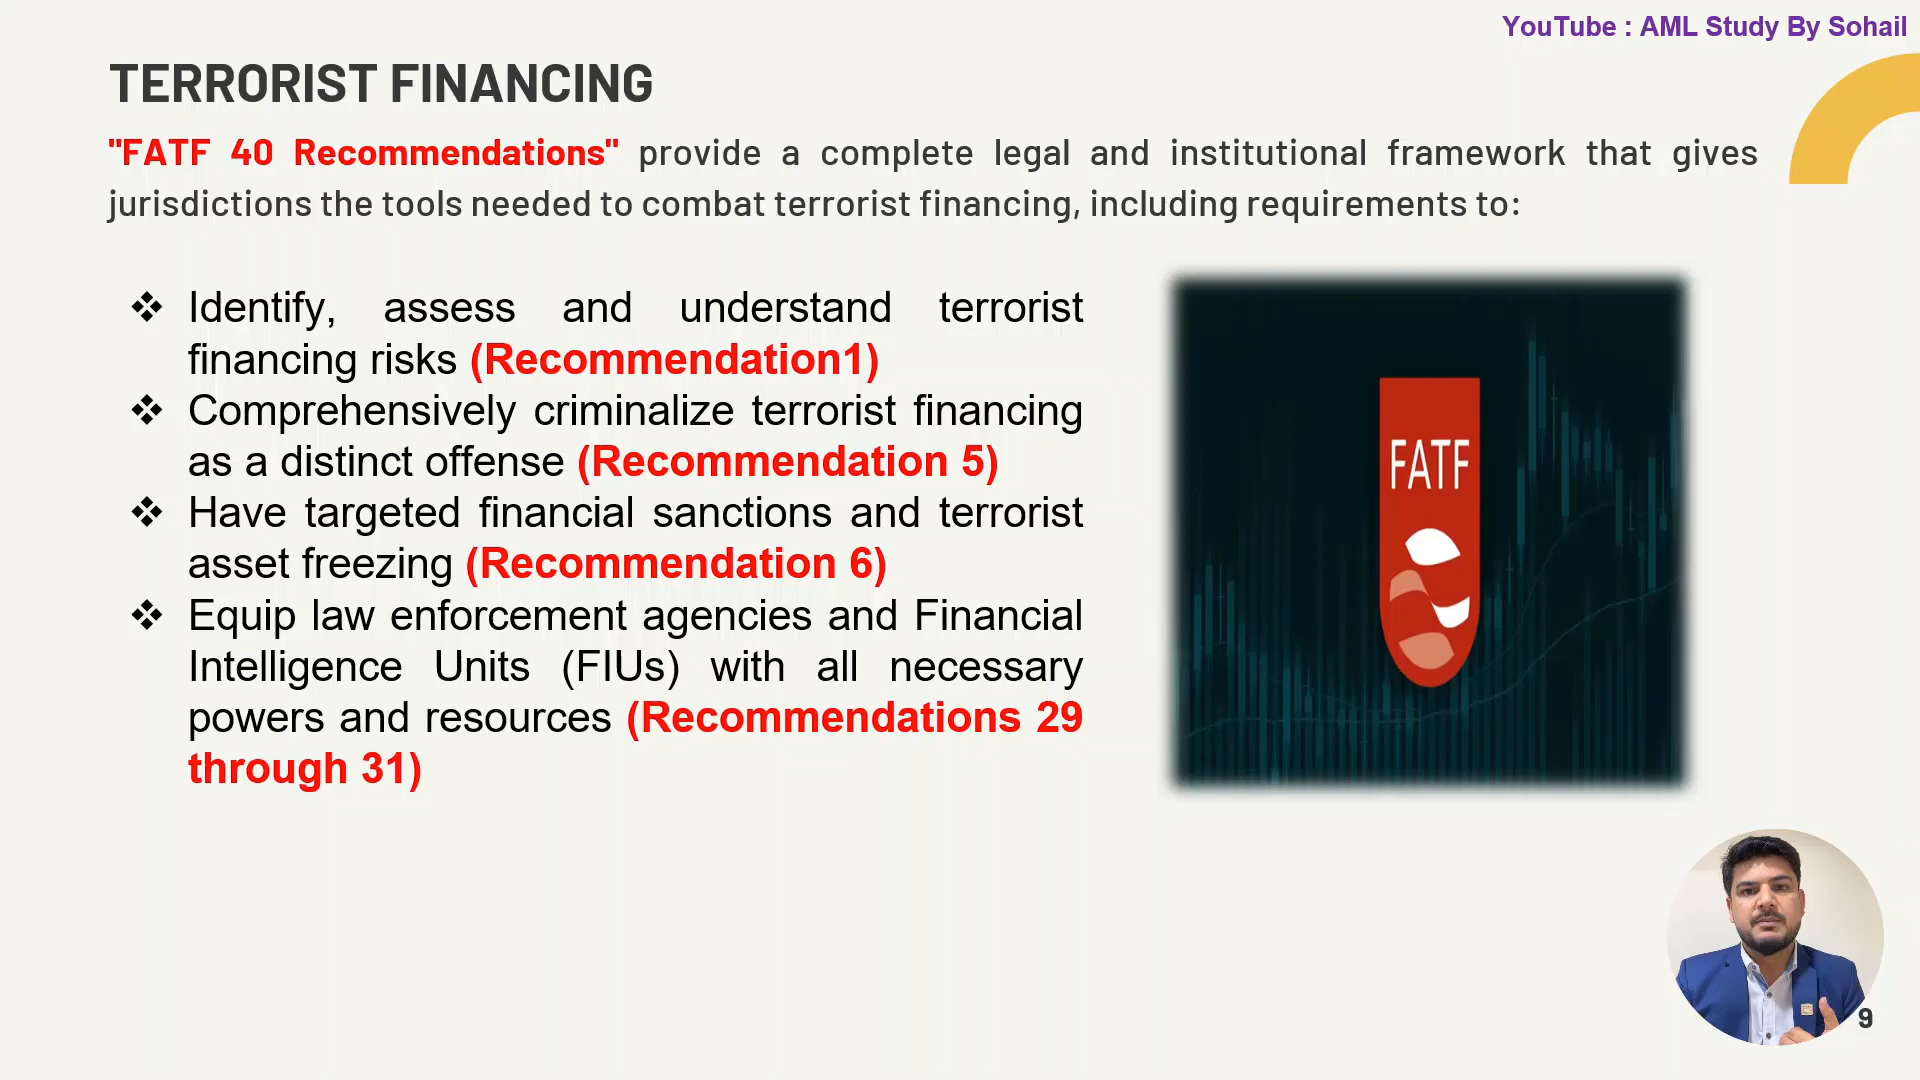 YouTube : AML Study By Sohail
TERRORIST FINANCING
"FATF 40 Recommendations" provide a complete legal and institutional framework that gives
jurisdictions the tools needed to combat terrorist financing, including requirements to:
❖ Identify, assess and understand terrorist
financing risks (Recommendation1)
❖ Comprehensively criminalize terrorist financing
as a distinct offense (Recommendation 5)
❖ Have targeted financial sanctions and terrorist
asset freezing (Recommendation 6)
❖ Equip law enforcement agencies and Financial
Intelligence Units (FIUs) with all necessary
powers and resources (Recommendations 29
through 31)
FATF
9